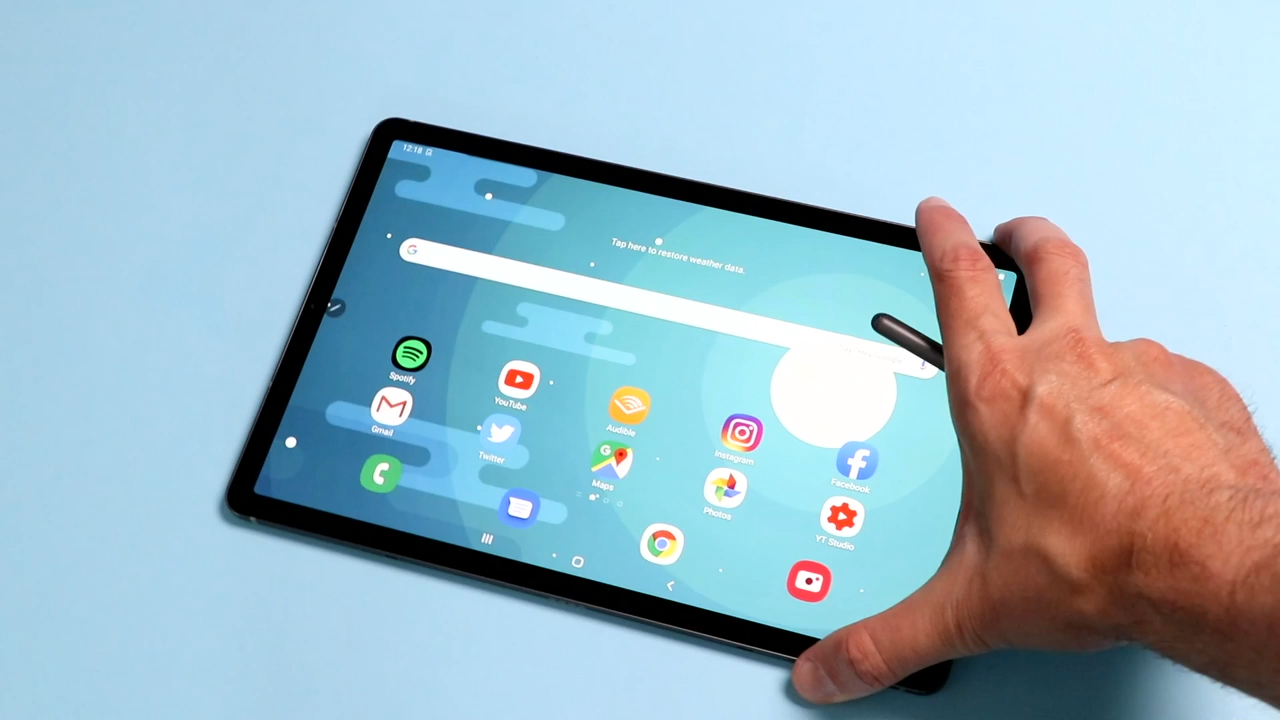 12:18
Tap here to restore weather data.
G
Spotify
YouTube
Audible
Instagram
Facebook
Gmail
Twitter
Maps
Photos
YT Studio